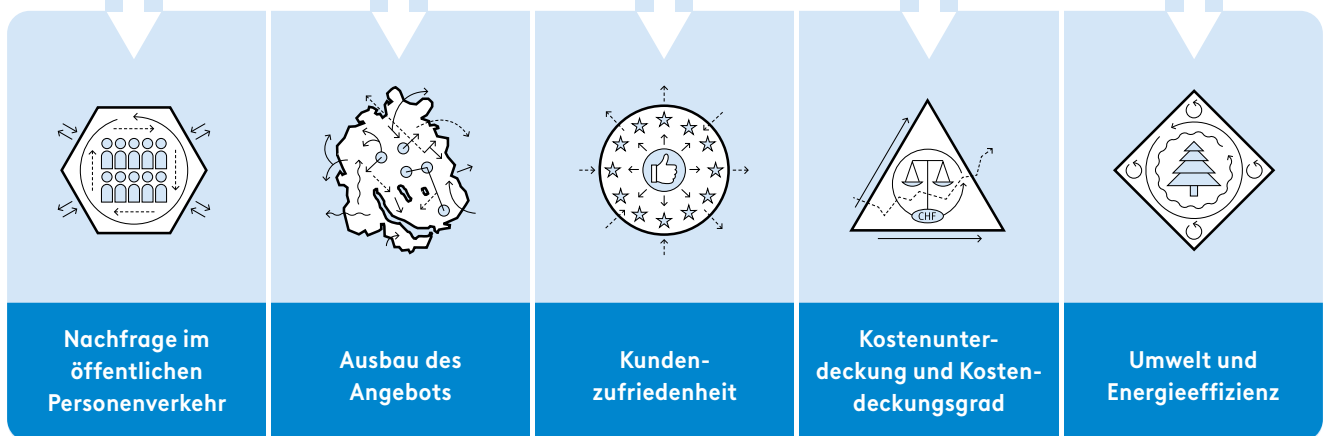 CHF
Nachfrage im
öffentlichen
Personenverkehr
Ausbau des
Angebots
Kunden-
zufriedenheit
Kostenunter-
deckung und Kosten-
deckungsgrad
Umwelt und
Energieeffizienz